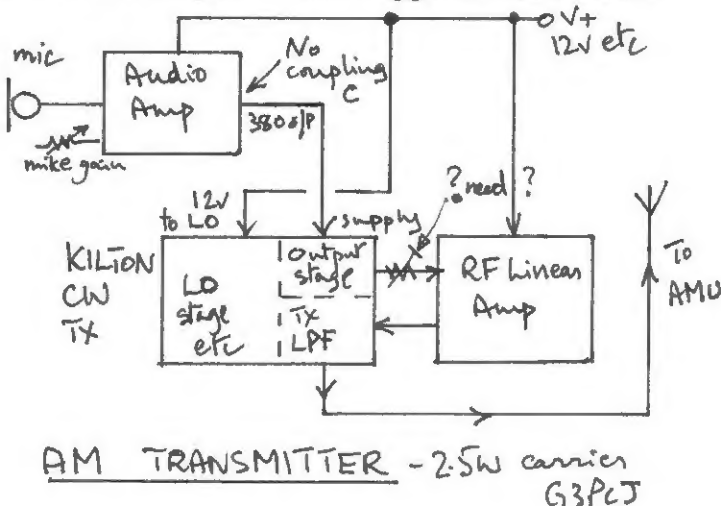 mic
Audio
Amp
mike gain
No
coupling
C
380 o/p
V+
12v etc
12v
to LO
supply
? need ?
KILTON
CW
TX
LO
stage
etc
output
stage
TX
LPF
RF Linear
Amp
To
AMU
AM TRANSMITTER - 2.5W carrier
G3PCJ